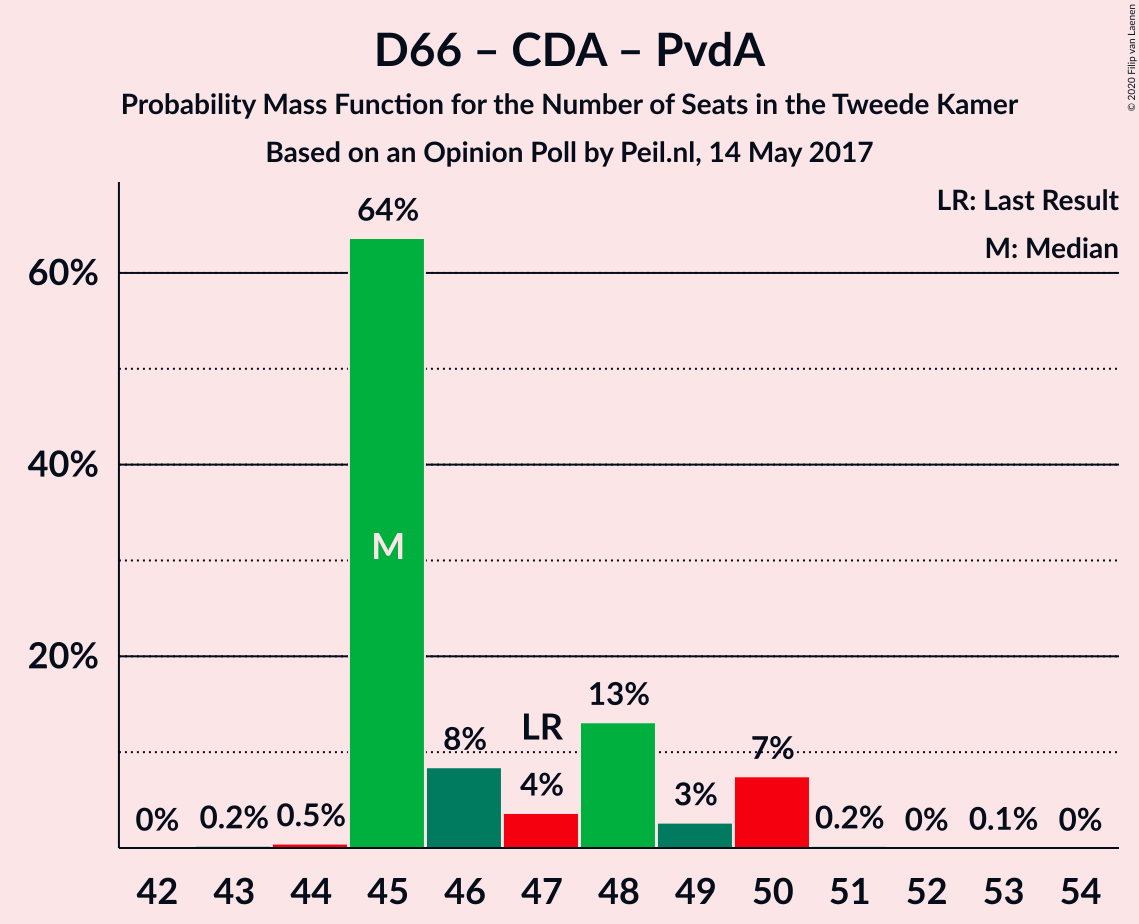 D66 – CDA – PvdA
Probability Mass Function for the Number of Seats in the Tweede Kamer
Based on an Opinion Poll by Peil.nl, 14 May 2017
© 2020 Filip van Laenen
LR: Last Result
M: Median
60%
40%
20%
0%
0.2%
0.5%
64%
M
8%
LR
4%
13%
3%
7%
0.2%
0%
0.1%
0%
42 43 44 45 46 47 48 49 50 51 52 53 54